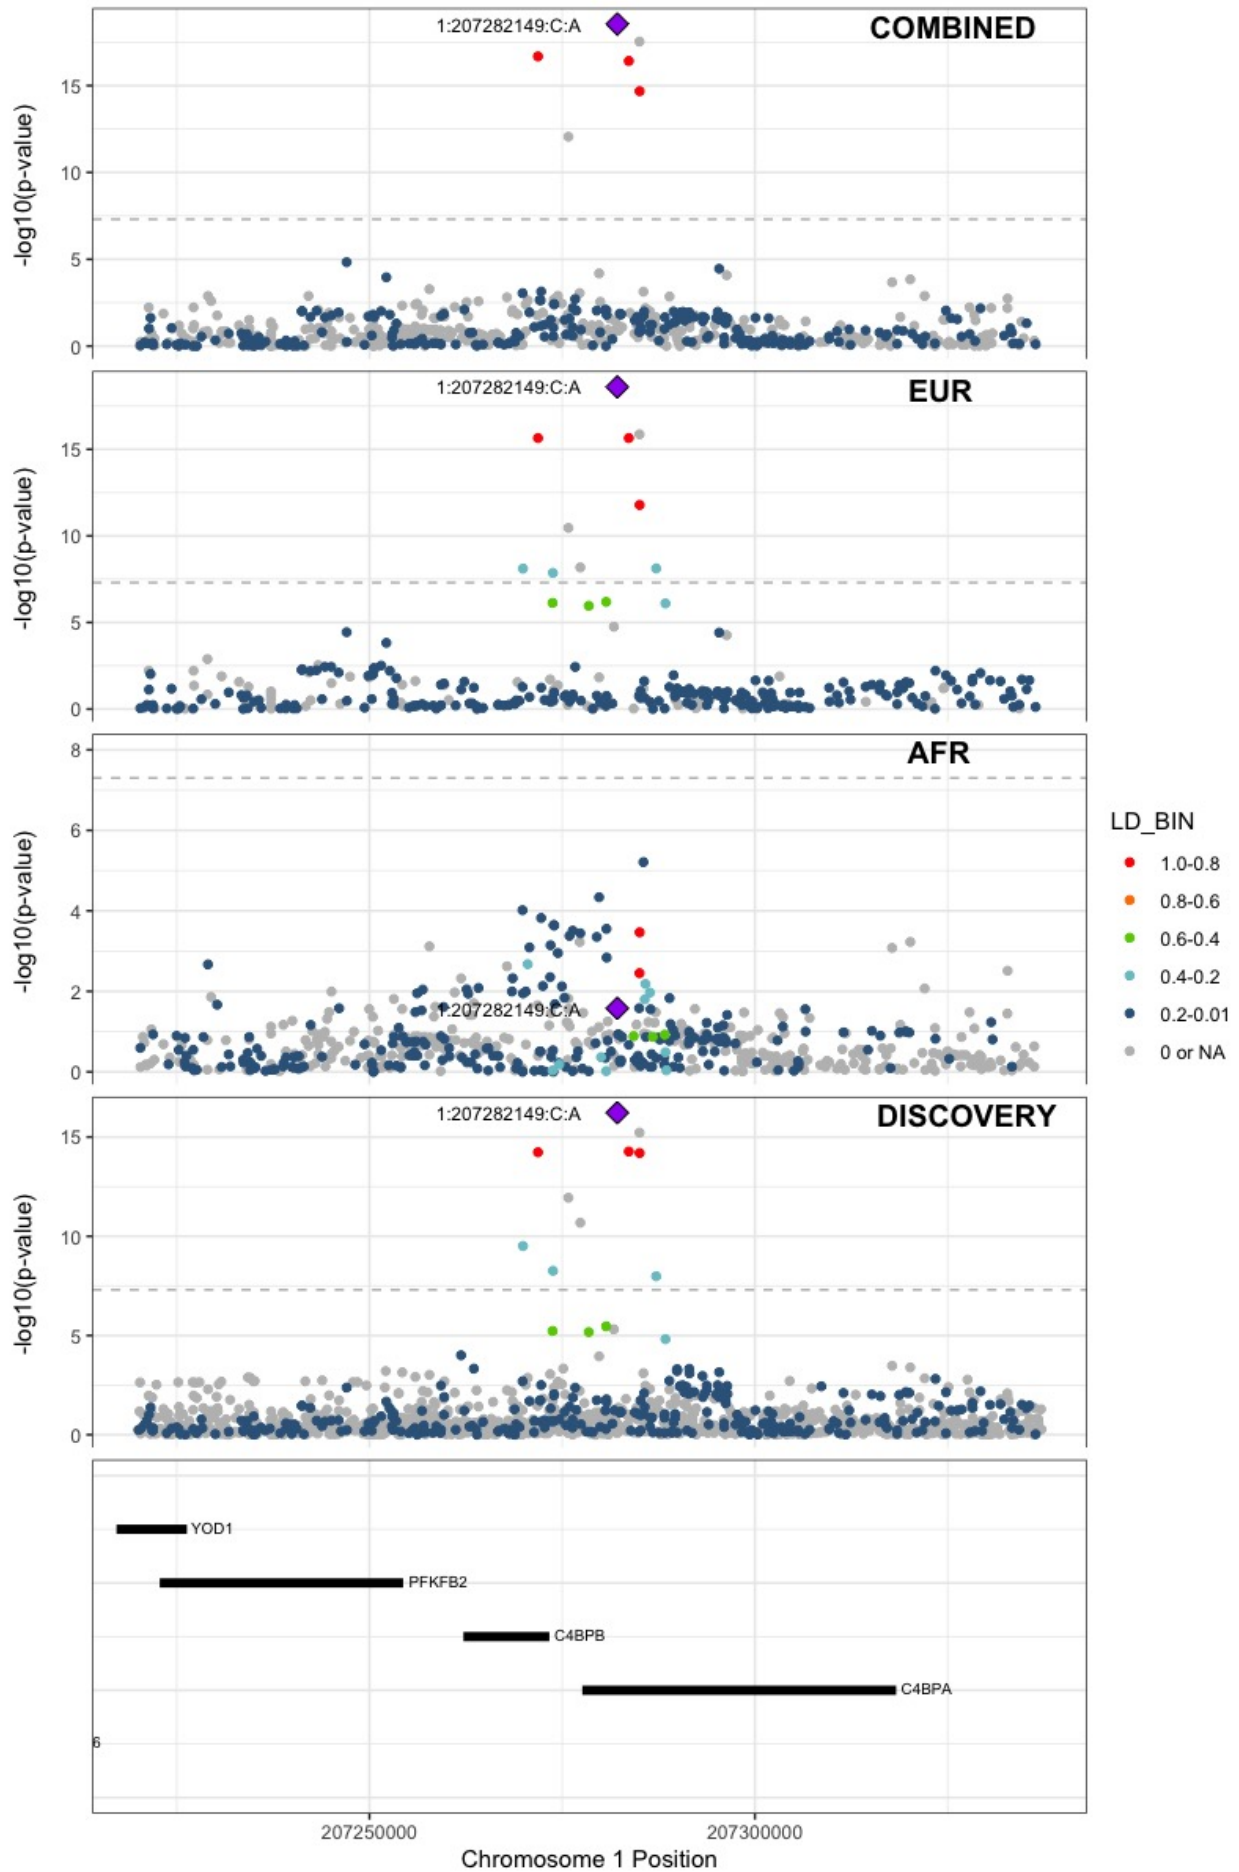 1:207282149:C:A
COMBINED
15
10
5
0
-log10(p-value)
1:207282149:C:A
EUR
15
10
5
0
-log10(p-value)
AFR
8
6
4
2
0
-log10(p-value)
1:207282149:C:A
LD_BIN
1.0-0.8
0.8-0.6
0.6-0.4
0.4-0.2
0.2-0.01
0 or NA
1:207282149:C:A
DISCOVERY
15
10
5
0
-log10(p-value)
YOD1
PFKFB2
C4BPB
C4BPA
6
207250000
207300000
Chromosome 1 Position